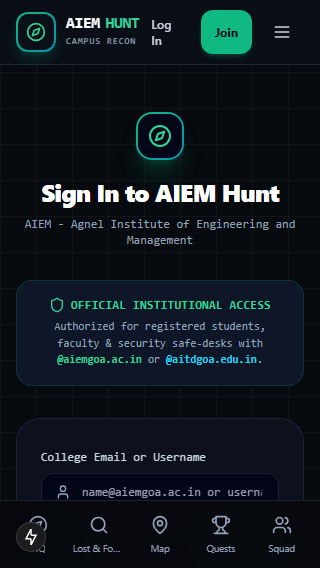 AIEM HUNT
CAMPUS RECON
Log In
Join
Sign In to AIEM Hunt
AIEM - Agnel Institute of Engineering and
Management
OFFICIAL INSTITUTIONAL ACCESS
Authorized for registered students,
faculty & security safe-desks with
@aiemgoa.ac.in or @aitdgoa.edu.in.
College Email or Username
name@aiemgoa.ac.in or usern
Lost & Fo...
Map
Quests
Squad